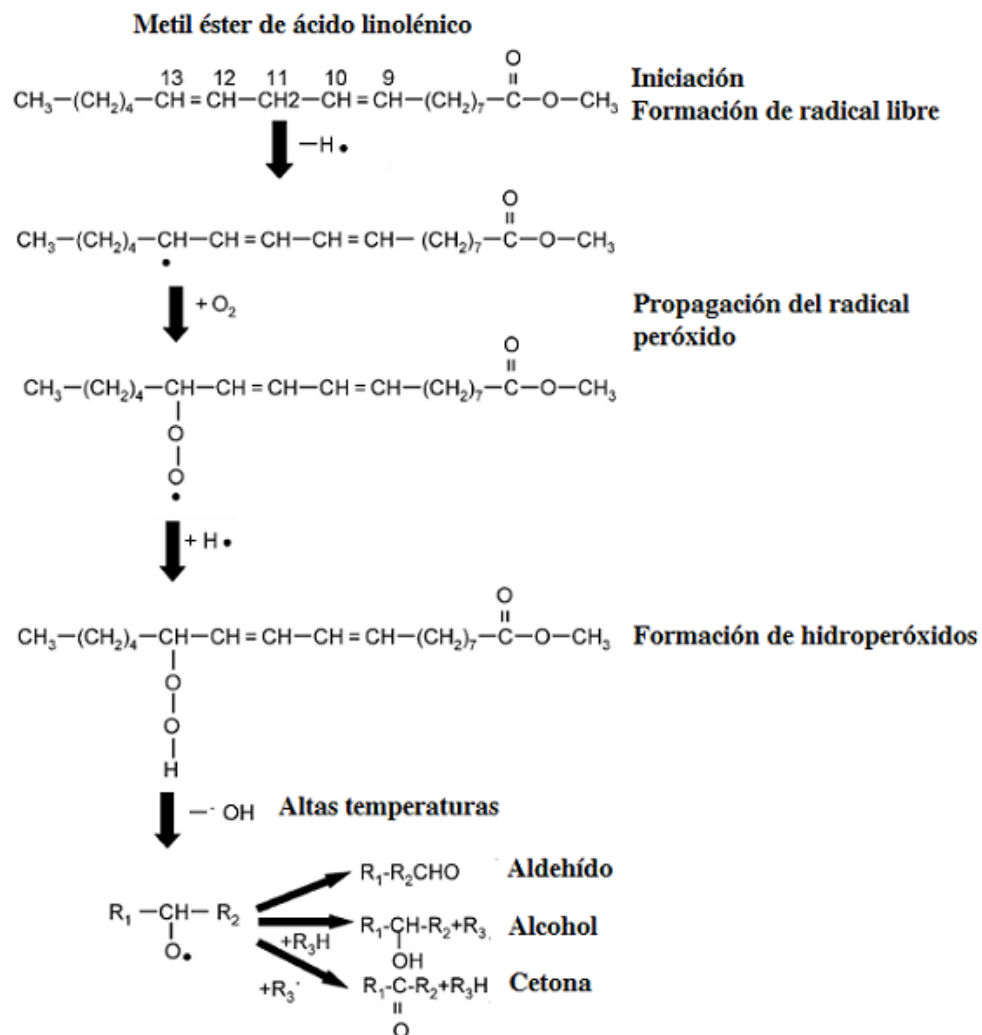 Metil éster de ácido linolénico
13 12 11 10 9
O
CH₃—(CH₂)₄—CH=CH—CH2—CH=CH—(CH₂)₇—C—O—CH₃
Iniciación
Formación de radical libre
—H•
O
CH₃—(CH₂)₄—CH—CH=CH—CH=CH—(CH₂)₇—C—O—CH₃
•
+ O₂
Propagación del radical
peróxido
O
CH₃—(CH₂)₄—CH—CH=CH—CH=CH—(CH₂)₇—C—O—CH₃
O
O
•
+ H•
O
CH₃—(CH₂)₄—CH—CH=CH—CH=CH—(CH₂)₇—C—O—CH₃
Formación de hidroperóxidos
O
O
H
—· OH Altas temperaturas
R₁-R₂CHO Aldehído
R₁—CH—R₂
O•
+R₃H
R₁-CH-R₂+R₃ Alcohol
OH
+R₃·
R₁-C-R₂+R₃H Cetona
O